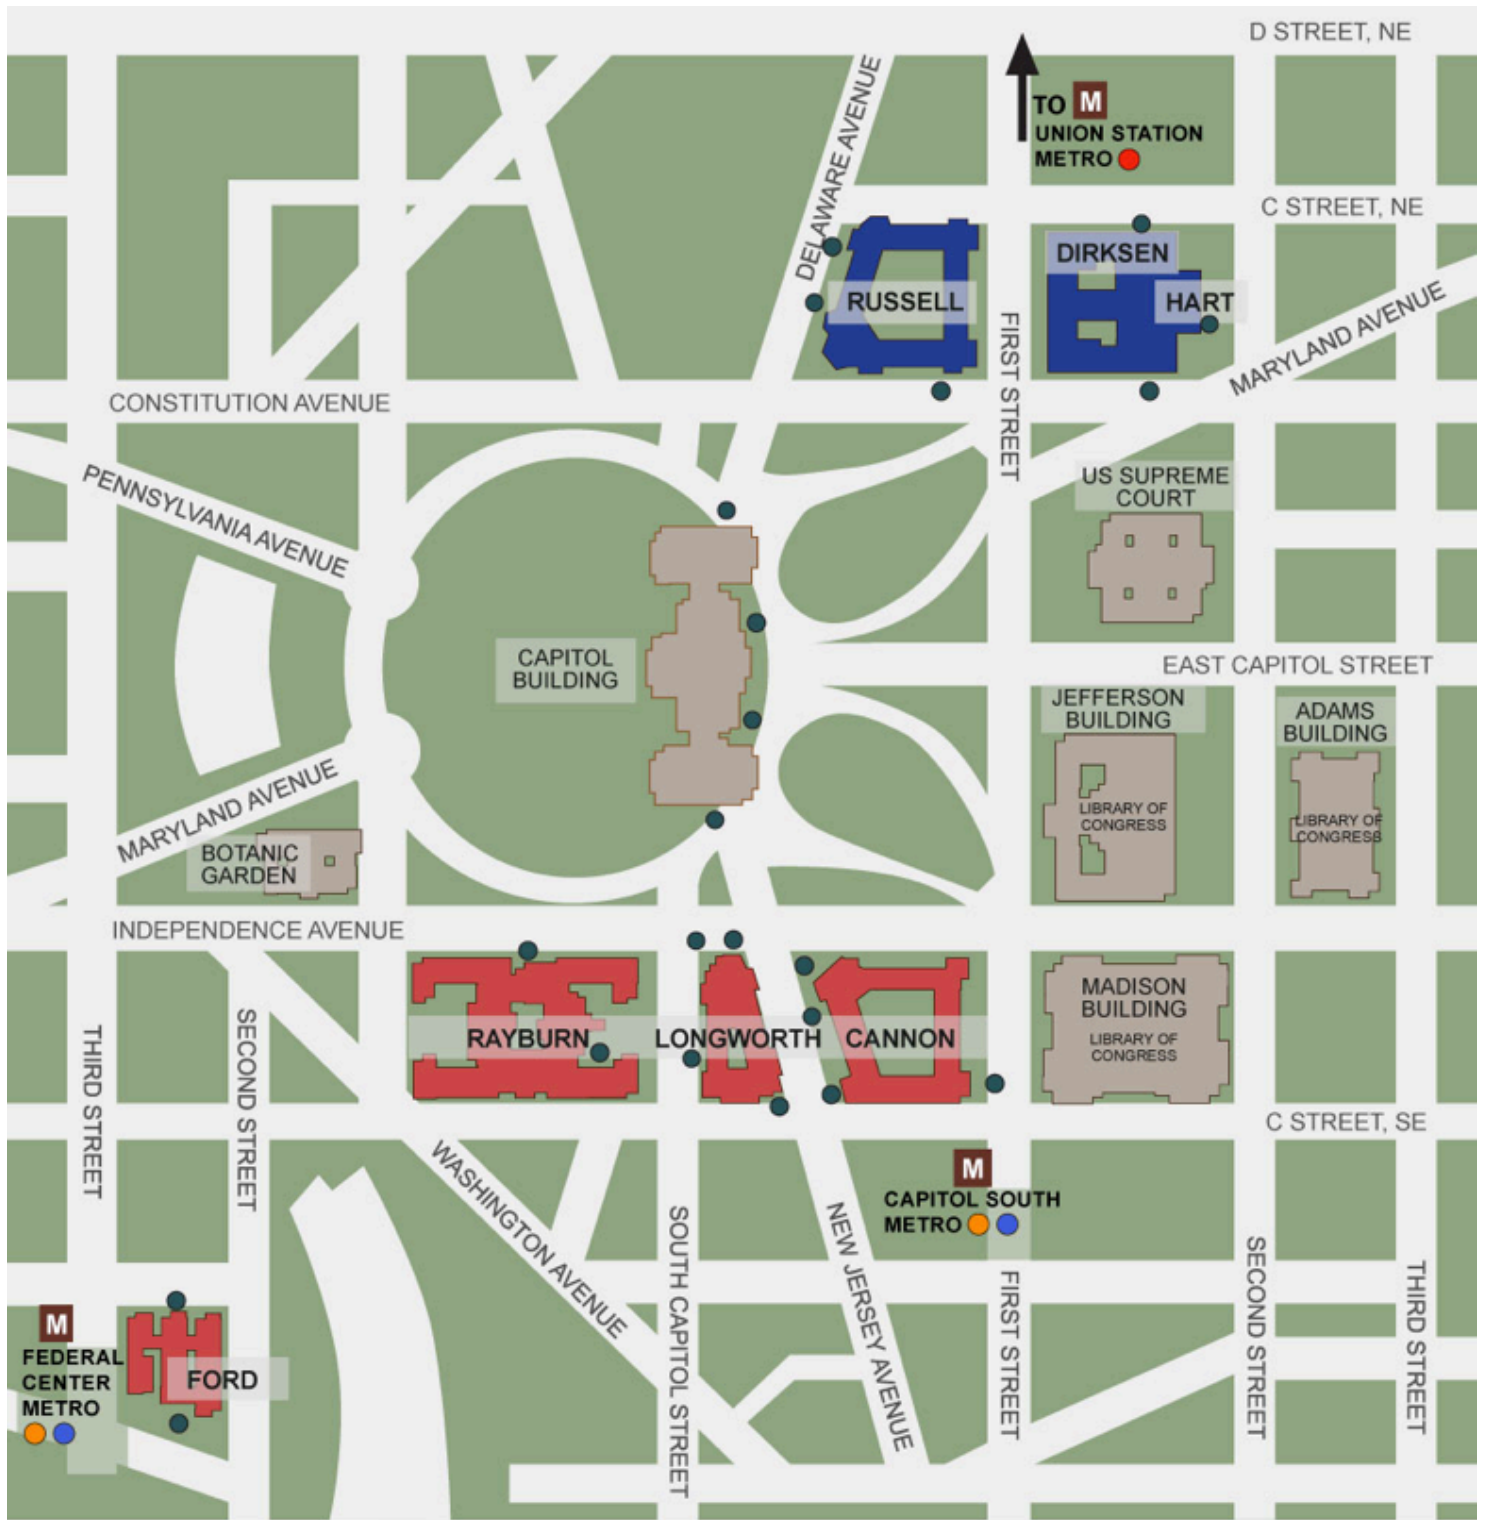 D STREET, NE
TO M
UNION STATION
METRO
DELAWARE AVENUE
C STREET, NE
DIRKSEN
RUSSELL
HART
MARYLAND AVENUE
FIRST STREET
CONSTITUTION AVENUE
PENNSYLVANIA AVENUE
US SUPREME
COURT
CAPITOL
BUILDING
EAST CAPITOL STREET
JEFFERSON
BUILDING
ADAMS
BUILDING
LIBRARY OF
CONGRESS
LIBRARY OF
CONGRESS
MARYLAND AVENUE
BOTANIC
GARDEN
INDEPENDENCE AVENUE
MADISON
BUILDING
LIBRARY OF
CONGRESS
RAYBURN
LONGWORTH
CANNON
THIRD STREET
SECOND STREET
C STREET, SE
WASHINGTON AVENUE
M
CAPITOL SOUTH
METRO
SOUTH CAPITOL STREET
NEW JERSEY AVENUE
FIRST STREET
SECOND STREET
THIRD STREET
M
FEDERAL
CENTER
METRO
FORD